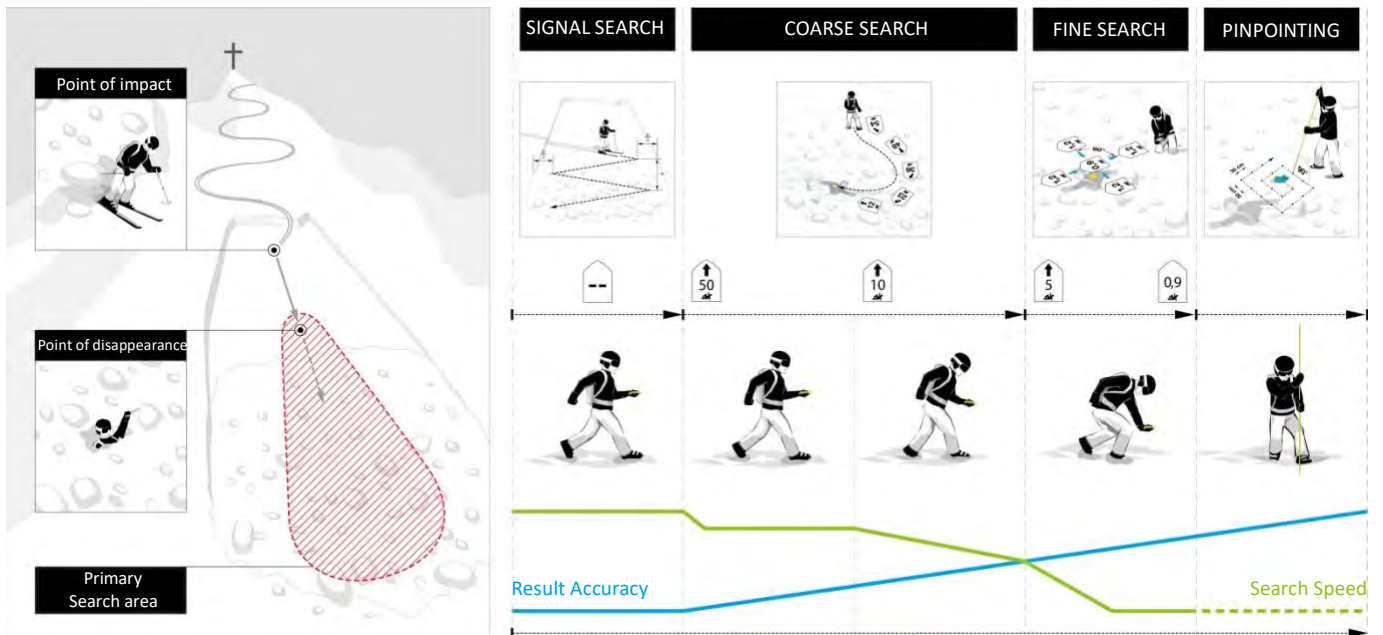 Point of impact
Point of disappearance
Primary
Search area
SIGNAL SEARCH
COARSE SEARCH
FINE SEARCH
PINPOINTING
--
50
10
5
0,9
Result Accuracy
Search Speed